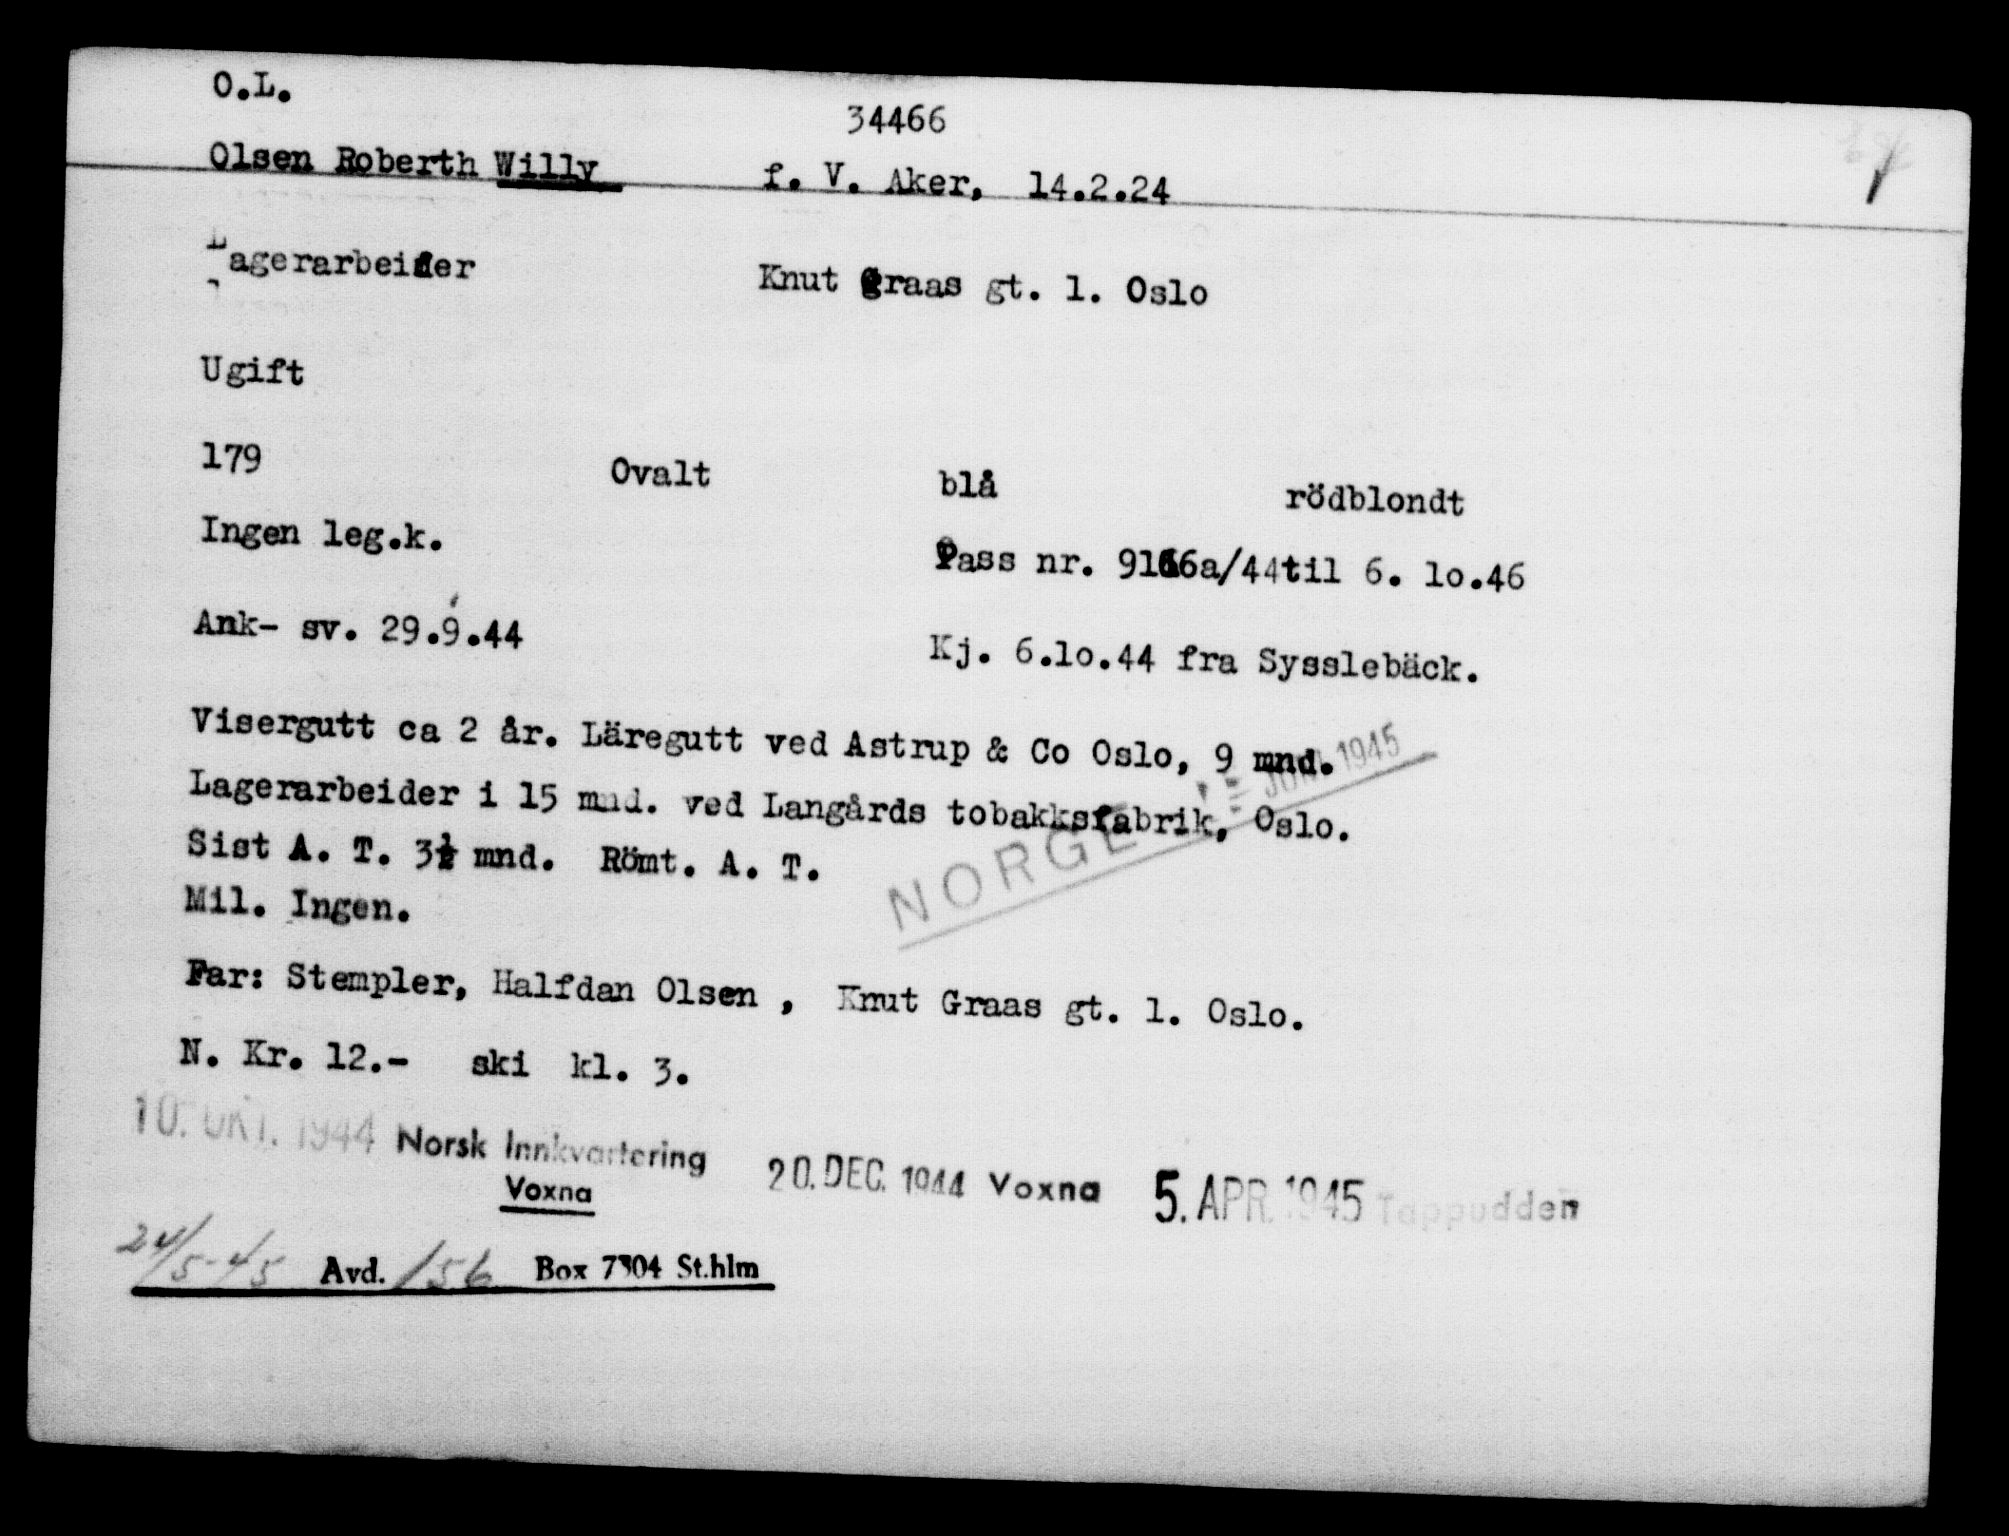 O.L.
34466
Olsen Roberth Willy f. V. Aker, 14.2.24
Lagerarbeider Knut Graas gt. 1. Oslo
Ugift
179 Ovalt blå rödblondt
Ingen leg.k. Pass nr. 9166a/44til 6. lo.46
Ank- sv. 29.9.44 Kj. 6.lo.44 fra Sysslebäck.
Visergutt ca 2 år. Läregutt ved Astrup & Co Oslo, 9 mnd.
Lagerarbeider i 15 mnd. ved Langårds tobakksfabrik, Oslo.
Sist A. T. 3½ mnd. Römt. A. T.
Mil. Ingen.
NORGE 1945
Far: Stempler, Halfdan Olsen , Knut Graas gt. 1. Oslo.
N. Kr. 12.- ski kl. 3.
10. OKT. 1944 Norsk Innkvartering Voxna 20. DEC. 1944 Voxna 5. APR. 1945 Tappudden
24/5-45 Avd. 156 Box 7304 St.hlm